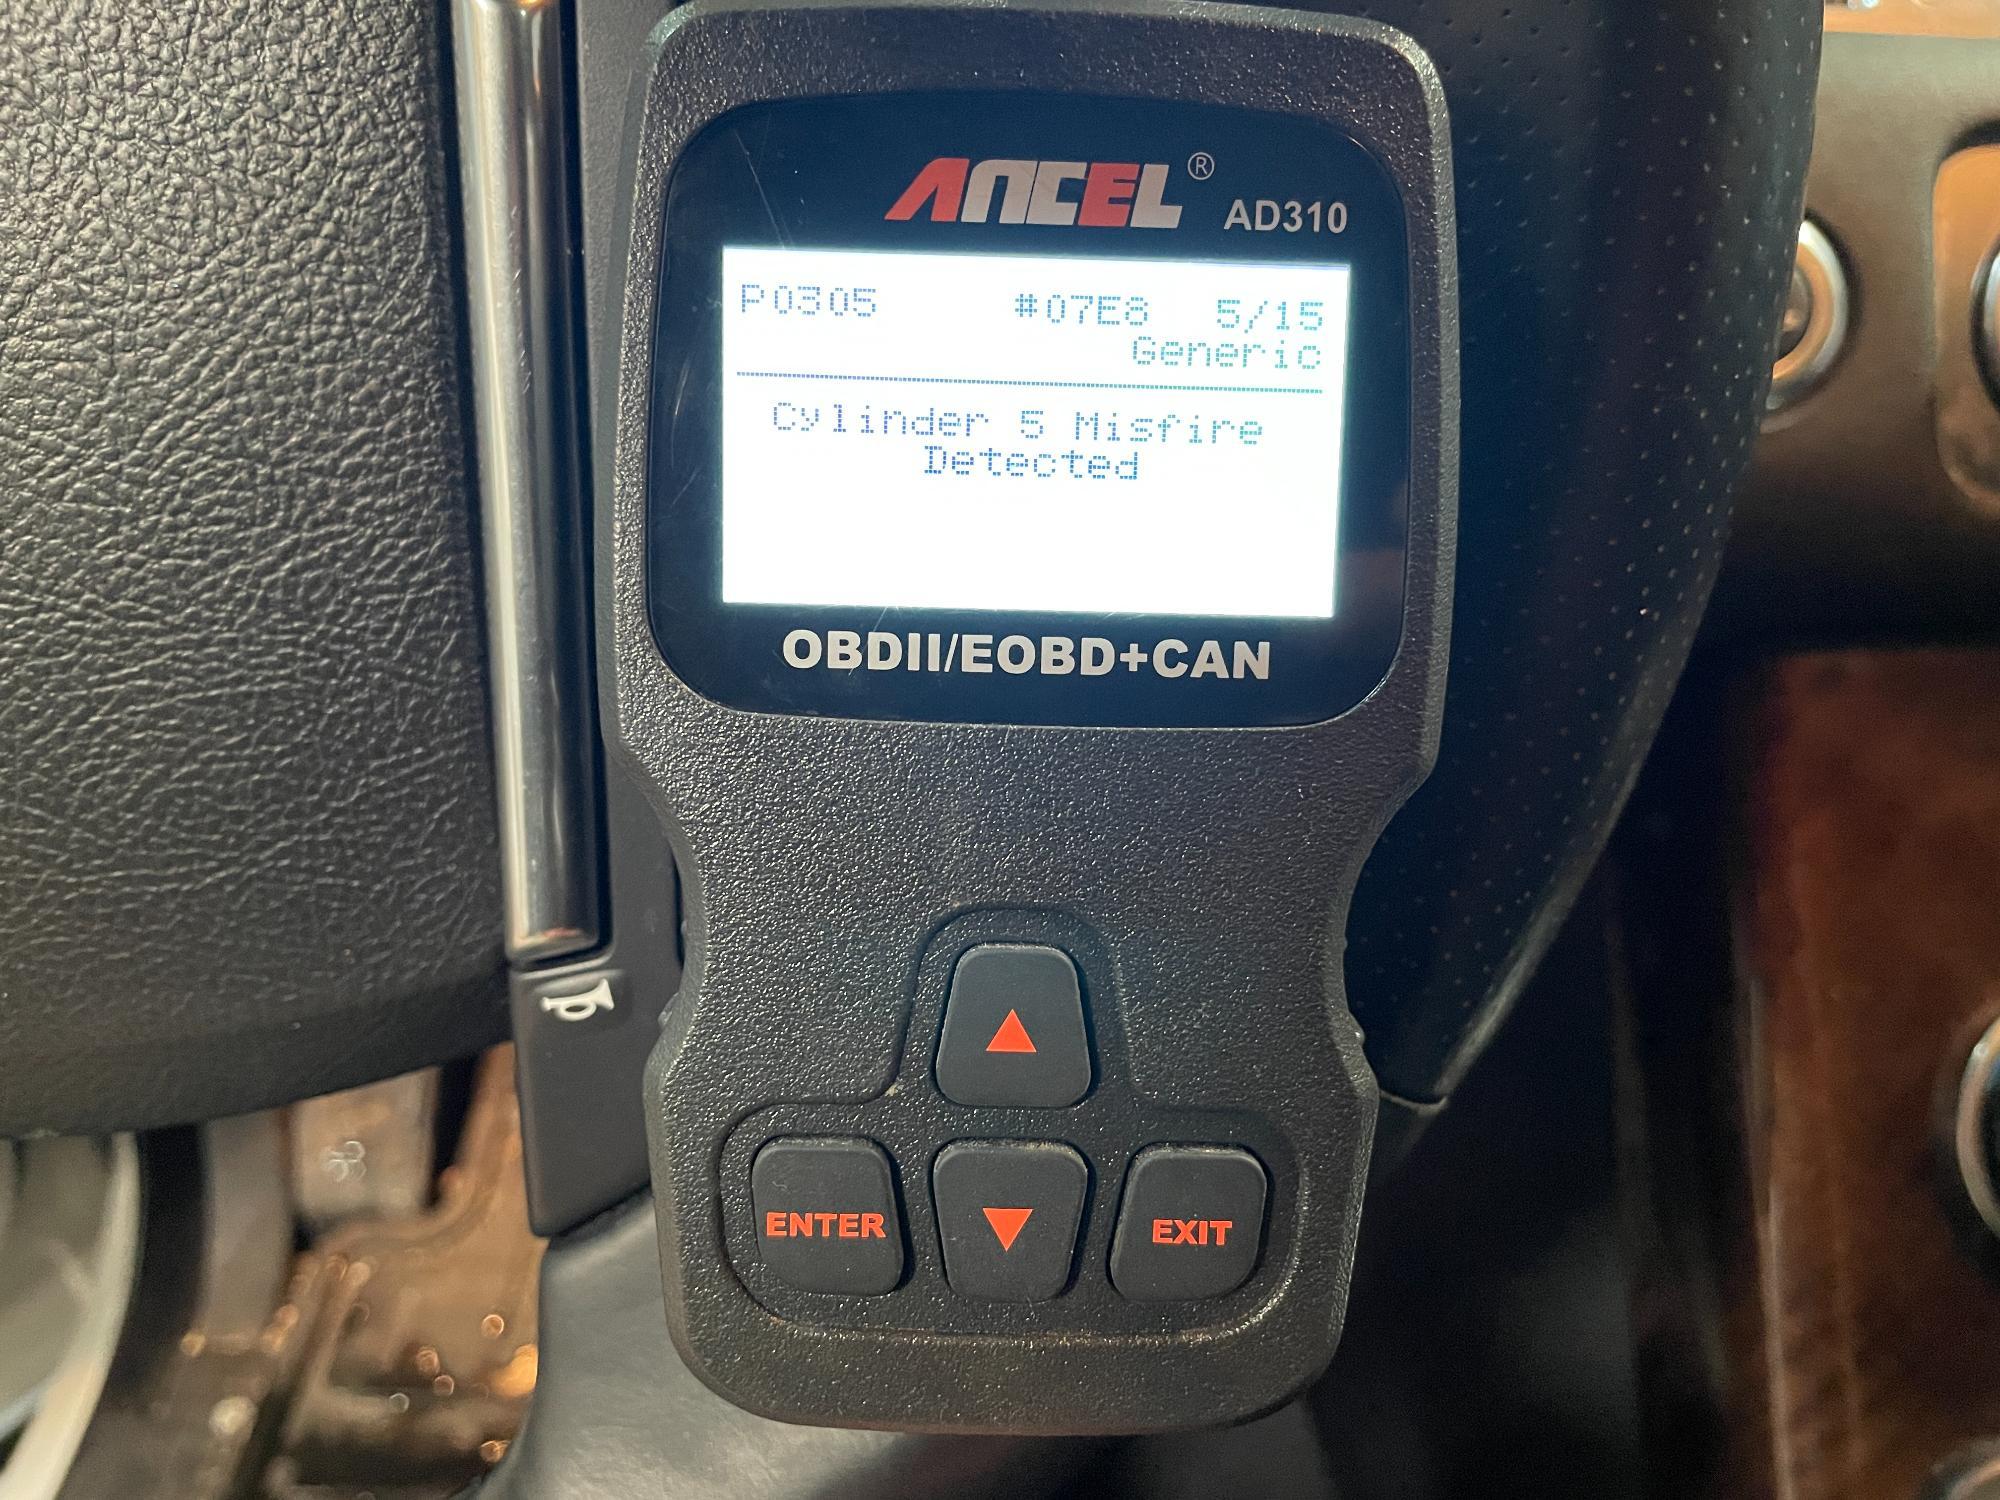 ANCEL® AD310
P0305 #07E8 5/15
Generic
Cylinder 5 Misfire
Detected
OBDII/EOBD+CAN
ENTER
EXIT